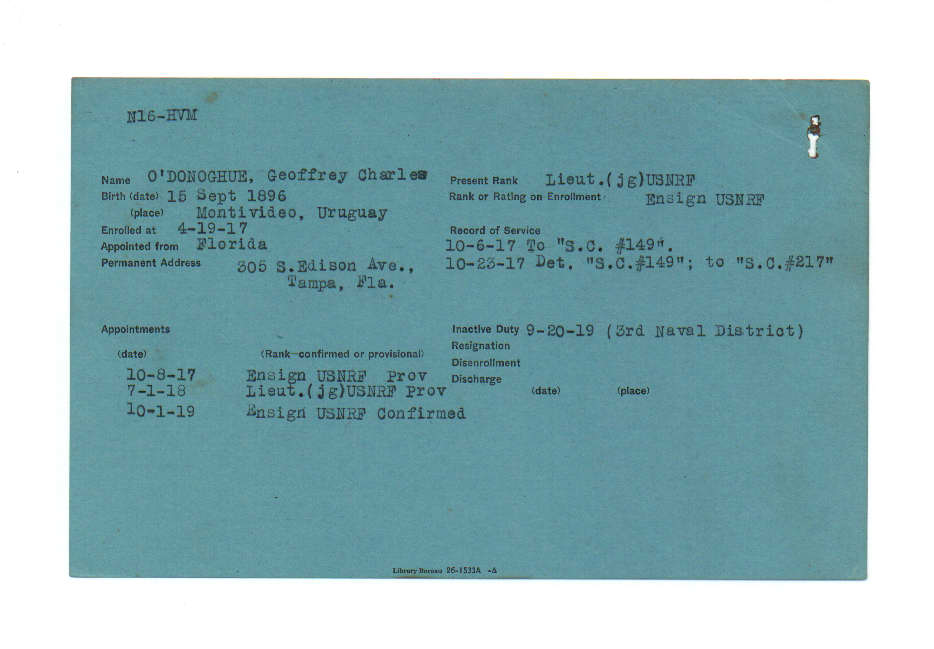 N16-HVM
Name O'DONOGHUE, Geoffrey Charles
Birth (date) 15 Sept 1896
(place) Montivideo, Uruguay
Enrolled at 4-19-17
Appointed from Florida
Permanent Address 305 S.Edison Ave.,
Tampa, Fla.
Present Rank Lieut.(jg)USNRF
Rank or Rating on Enrollment Ensign USNRF
Record of Service
10-6-17 To "S.C. #149".
10-23-17 Det. "S.C.#149"; to "S.C.#217"
Appointments
(date) (Rank—confirmed or provisional)
10-8-17 Ensign USNRF Prov
7-1-18 Lieut.(jg)USNRF Prov
10-1-19 Ensign USNRF Confirmed
Inactive Duty 9-20-19 (3rd Naval District)
Resignation
Disenrollment
Discharge
(date) (place)
Library Bureau 26-1533A -A